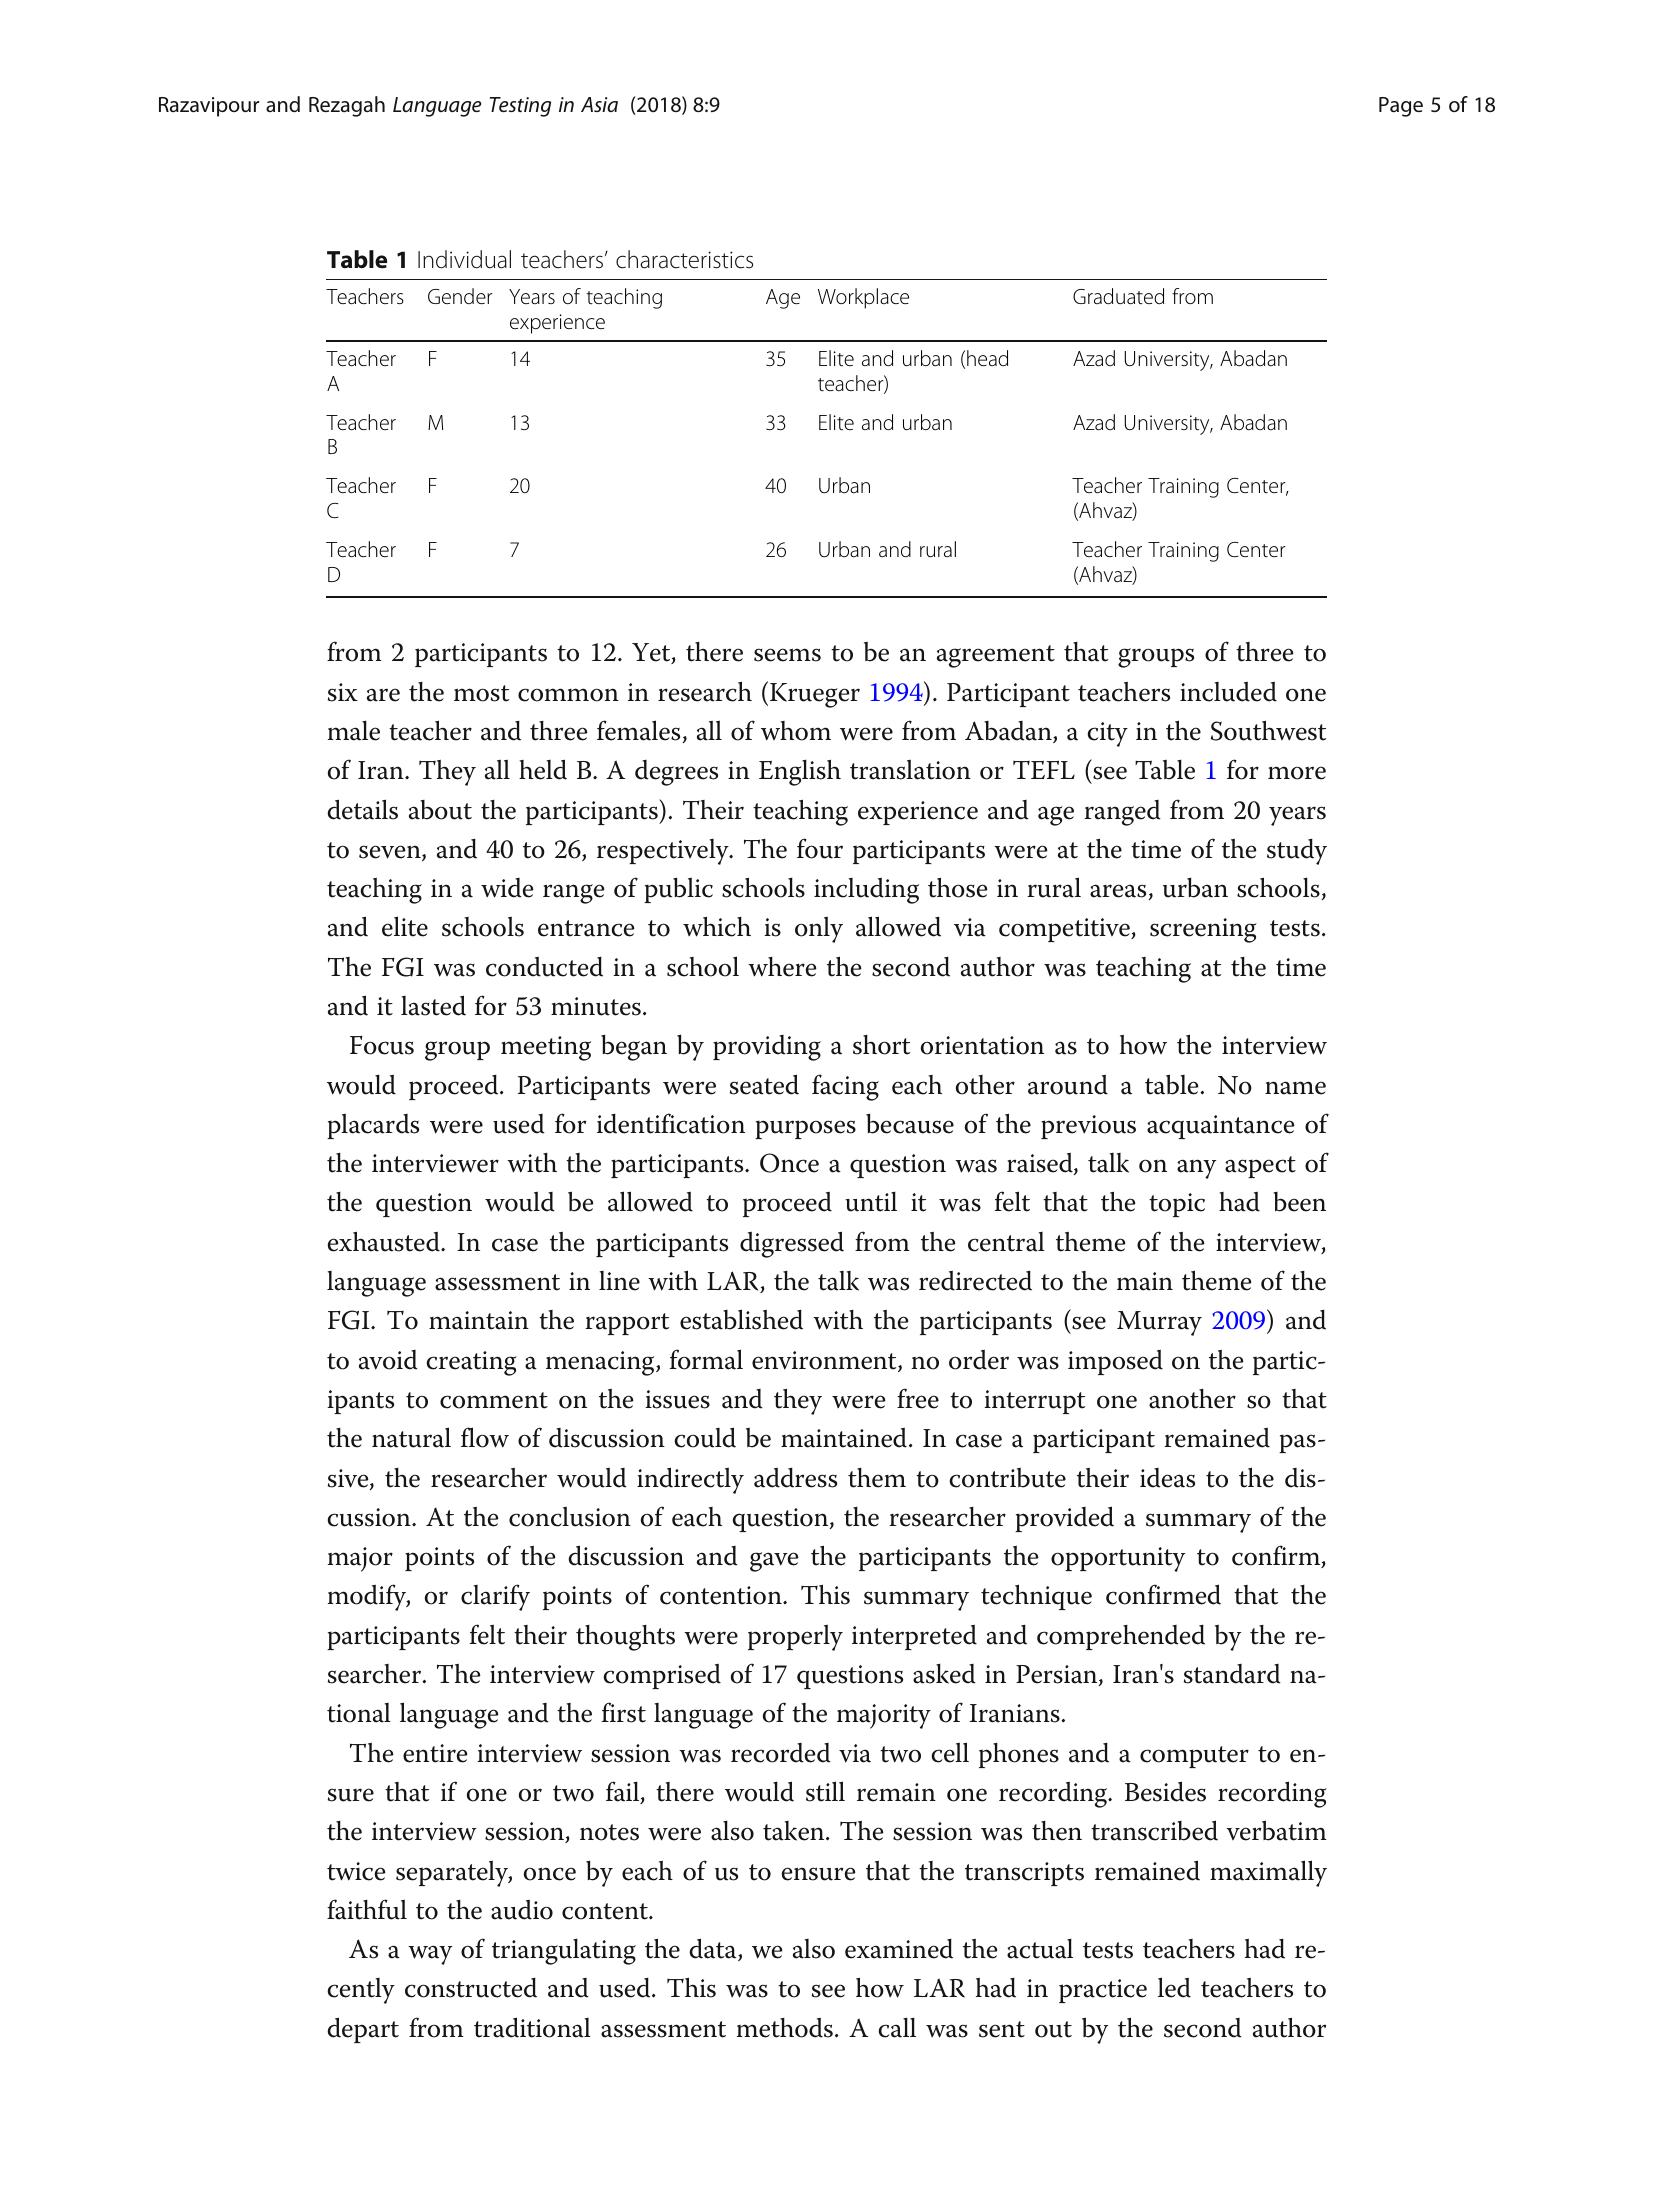 Razavipour and Rezagah Language Testing in Asia (2018) 8:9
Page 5 of 18
Table 1 Individual teachers’ characteristics
Teachers Gender Years of teaching experience Age Workplace Graduated from
Teacher A F 14 35 Elite and urban (head teacher) Azad University, Abadan
Teacher B M 13 33 Elite and urban Azad University, Abadan
Teacher C F 20 40 Urban Teacher Training Center, (Ahvaz)
Teacher D F 7 26 Urban and rural Teacher Training Center (Ahvaz)
from 2 participants to 12. Yet, there seems to be an agreement that groups of three to
six are the most common in research (Krueger 1994). Participant teachers included one
male teacher and three females, all of whom were from Abadan, a city in the Southwest
of Iran. They all held B. A degrees in English translation or TEFL (see Table 1 for more
details about the participants). Their teaching experience and age ranged from 20 years
to seven, and 40 to 26, respectively. The four participants were at the time of the study
teaching in a wide range of public schools including those in rural areas, urban schools,
and elite schools entrance to which is only allowed via competitive, screening tests.
The FGI was conducted in a school where the second author was teaching at the time
and it lasted for 53 minutes.
Focus group meeting began by providing a short orientation as to how the interview
would proceed. Participants were seated facing each other around a table. No name
placards were used for identification purposes because of the previous acquaintance of
the interviewer with the participants. Once a question was raised, talk on any aspect of
the question would be allowed to proceed until it was felt that the topic had been
exhausted. In case the participants digressed from the central theme of the interview,
language assessment in line with LAR, the talk was redirected to the main theme of the
FGI. To maintain the rapport established with the participants (see Murray 2009) and
to avoid creating a menacing, formal environment, no order was imposed on the partic-
ipants to comment on the issues and they were free to interrupt one another so that
the natural flow of discussion could be maintained. In case a participant remained pas-
sive, the researcher would indirectly address them to contribute their ideas to the dis-
cussion. At the conclusion of each question, the researcher provided a summary of the
major points of the discussion and gave the participants the opportunity to confirm,
modify, or clarify points of contention. This summary technique confirmed that the
participants felt their thoughts were properly interpreted and comprehended by the re-
searcher. The interview comprised of 17 questions asked in Persian, Iran's standard na-
tional language and the first language of the majority of Iranians.
The entire interview session was recorded via two cell phones and a computer to en-
sure that if one or two fail, there would still remain one recording. Besides recording
the interview session, notes were also taken. The session was then transcribed verbatim
twice separately, once by each of us to ensure that the transcripts remained maximally
faithful to the audio content.
As a way of triangulating the data, we also examined the actual tests teachers had re-
cently constructed and used. This was to see how LAR had in practice led teachers to
depart from traditional assessment methods. A call was sent out by the second author